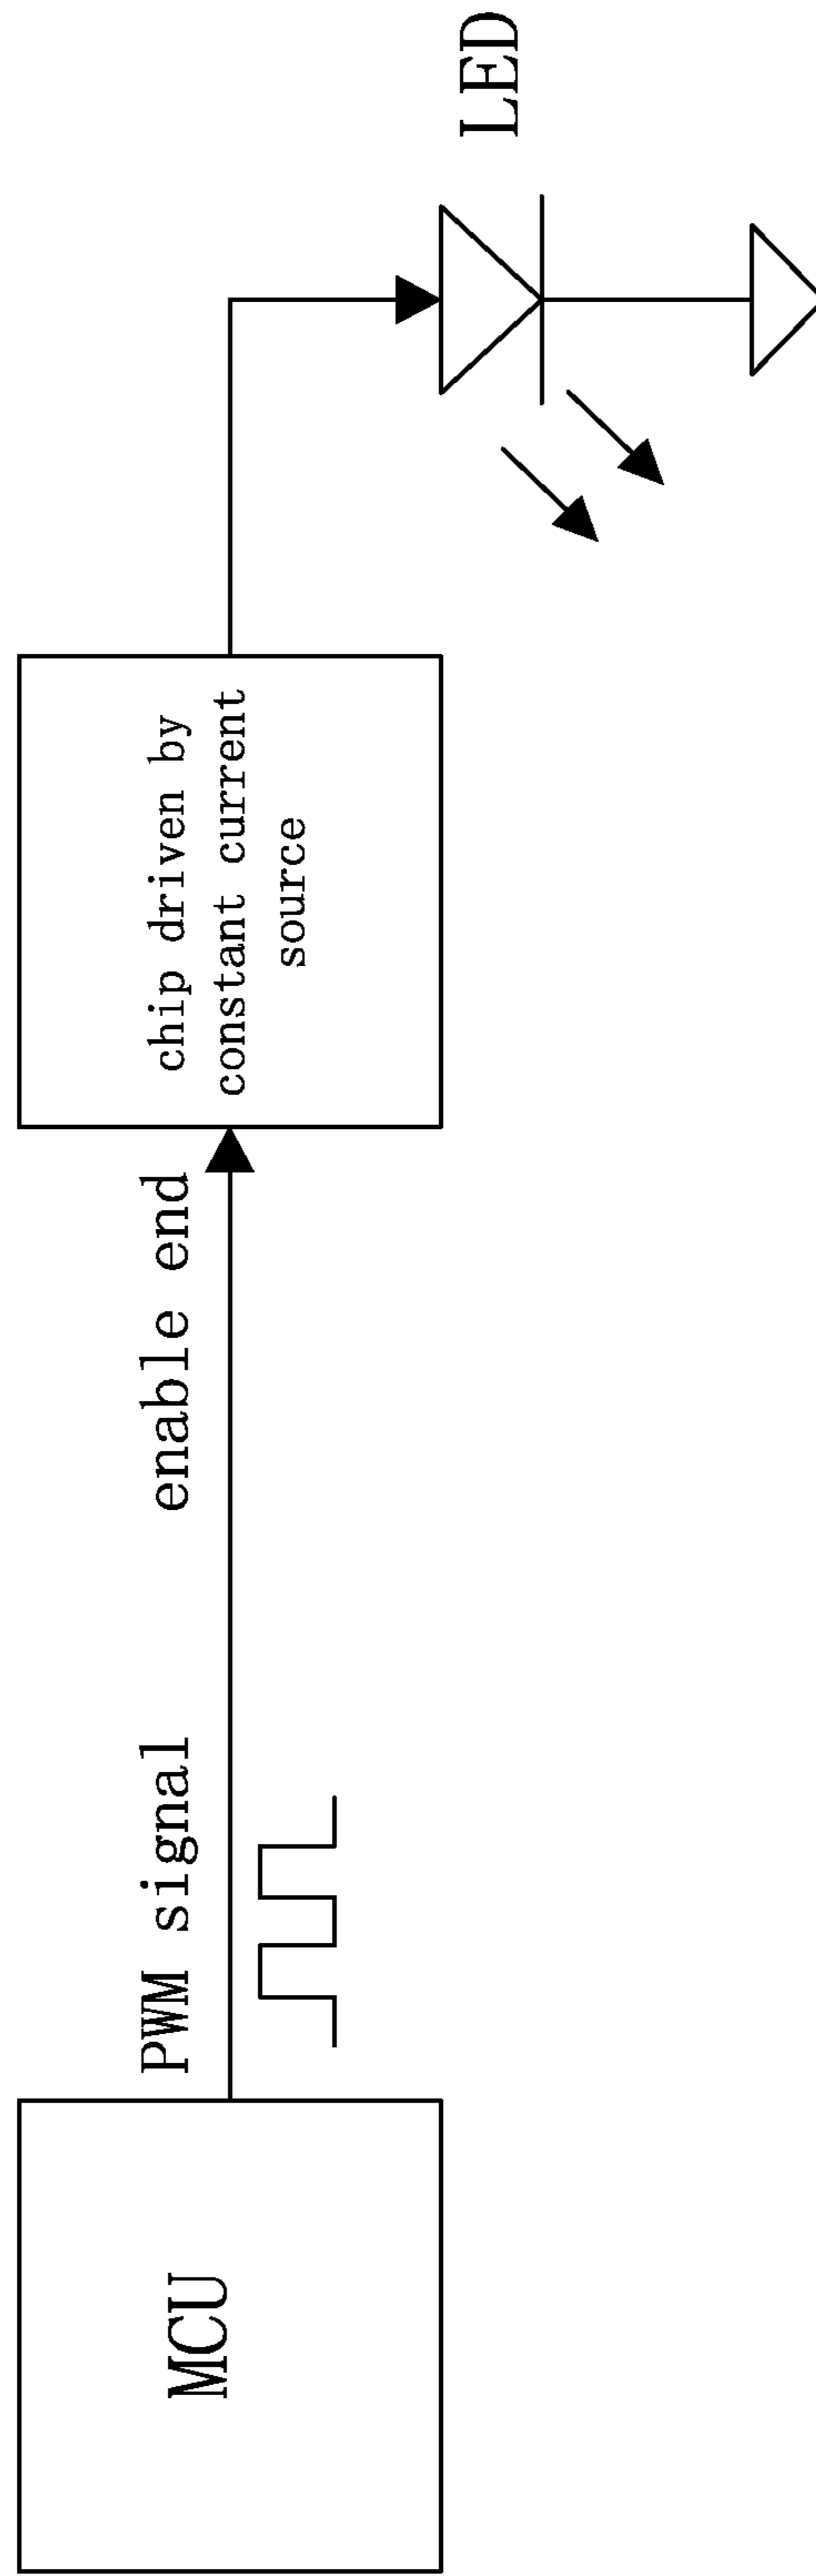 MCU
PWM signal
enable end
chip driven by
constant current
source
LED